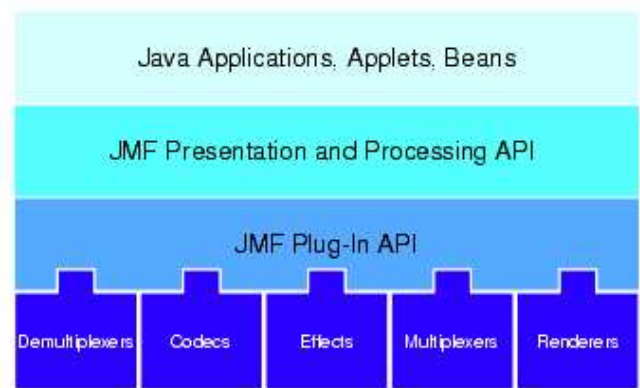 Java Applications, Applets, Beans
JMF Presentation and Processing API
JMF Plug-In API
Demultiplexers
Codecs
Effects
Multiplexers
Renderers